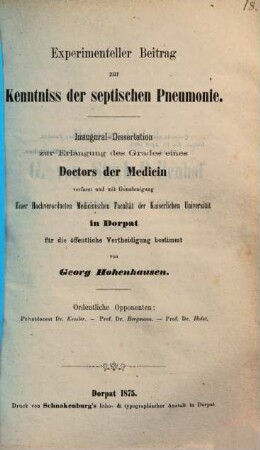 18.
Experimenteller Beitrag
zur
Kenntniss der septischen Pneumonie.
Inaugural-Dissertation
zur Erlangung des Grades eines
Doctors der Medicin
verfasst und mit Genehmigung
Einer Hochverordneten Medicinischen Facultät der Kaiserlichen Universität
in Dorpat
für die öffentliche Vertheidigung bestimmt
von
Georg Hohenhausen.
Ordentliche Opponenten:
Privatdocent Dr. Kessler. — Prof. Dr. Bergmann. — Prof. Dr. Holst.
Dorpat 1875.
Druck von Schnakenburg's litho- & typographischer Anstalt in Dorpat.